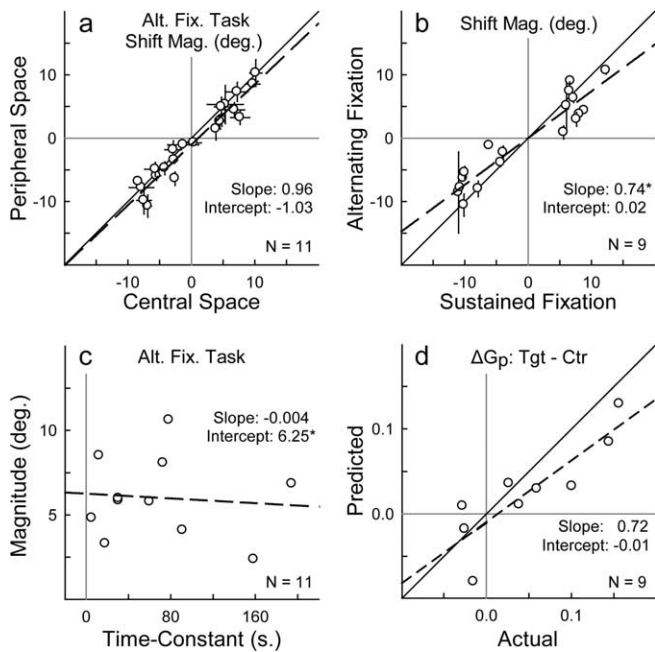 a
Alt. Fix. Task
Shift Mag. (deg.)
Peripheral Space
10
0
-10
Slope: 0.96
Intercept: -1.03
N = 11
-10
0
10
Central Space
b
Shift Mag. (deg.)
Alternating Fixation
10
0
-10
Slope: 0.74*
Intercept: 0.02
N = 9
-10
0
10
Sustained Fixation
c
Alt. Fix. Task
Magnitude (deg.)
10
5
0
Slope: -0.004
Intercept: 6.25*
N = 11
0
80
160
Time-Constant (s.)
d
ΔGp: Tgt - Ctr
Predicted
0.1
0.0
Slope: 0.72
Intercept: -0.01
N = 9
0.0
0.1
Actual